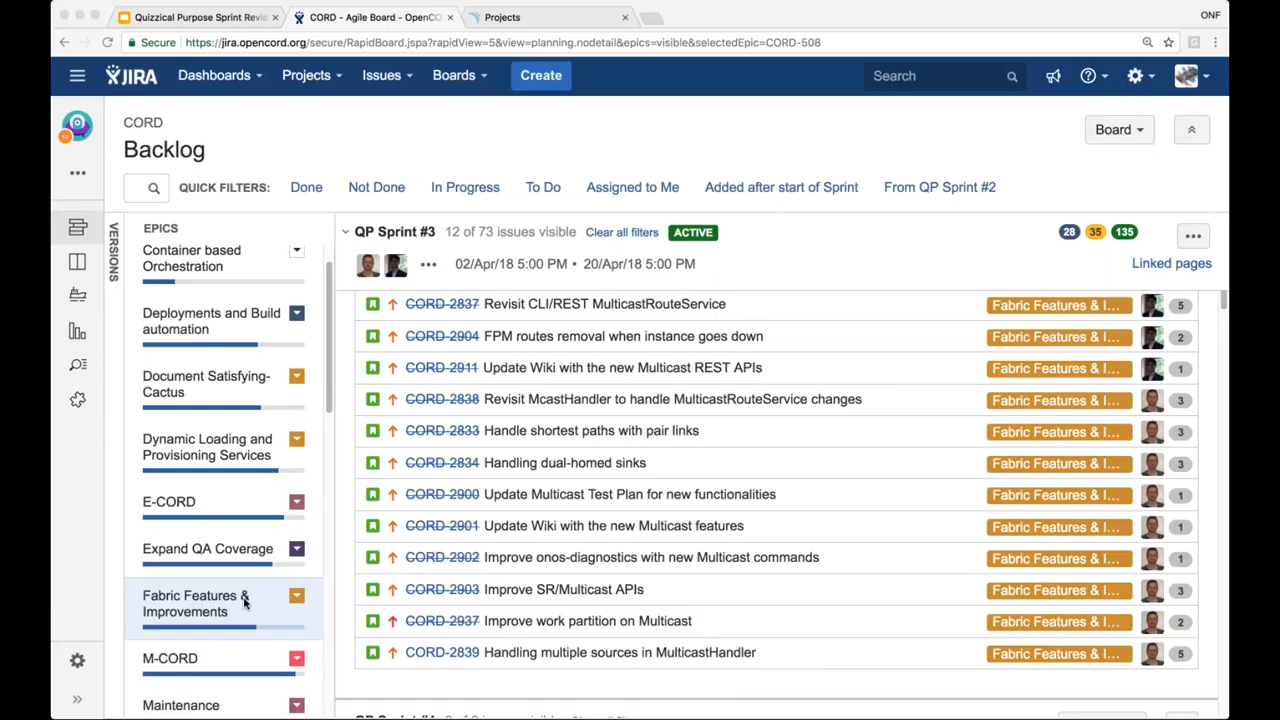 Quizzical Purpose Sprint Revie
CORD - Agile Board - OpenCO
Projects
ONF
Secure
https://jira.opencord.org/secure/RapidBoard.jspa?rapidView=5&view=planning.nodetail&epics=visible&selectedEpic=CORD-508
JIRA
Dashboards
Projects
Issues
Boards
Create
Search
CORD
Backlog
Board
QUICK FILTERS:
Done
Not Done
In Progress
To Do
Assigned to Me
Added after start of Sprint
From QP Sprint #2
VERSIONS
EPICS
Container based
Orchestration
Deployments and Build
automation
Document Satisfying-
Cactus
Dynamic Loading and
Provisioning Services
E-CORD
Expand QA Coverage
Fabric Features &
Improvements
M-CORD
Maintenance
QP Sprint #3 12 of 73 issues visible Clear all filters ACTIVE
28 35 135
02/Apr/18 5:00 PM • 20/Apr/18 5:00 PM
Linked pages
CORD-2837 Revisit CLI/REST MulticastRouteService Fabric Features & I... 5
CORD-2904 FPM routes removal when instance goes down Fabric Features & I... 2
CORD-2911 Update Wiki with the new Multicast REST APIs Fabric Features & I... 1
CORD-2838 Revisit McastHandler to handle MulticastRouteService changes Fabric Features & I... 3
CORD-2833 Handle shortest paths with pair links Fabric Features & I... 3
CORD-2834 Handling dual-homed sinks Fabric Features & I... 3
CORD-2900 Update Multicast Test Plan for new functionalities Fabric Features & I... 1
CORD-2901 Update Wiki with the new Multicast features Fabric Features & I... 1
CORD-2902 Improve onos-diagnostics with new Multicast commands Fabric Features & I... 1
CORD-2903 Improve SR/Multicast APIs Fabric Features & I... 3
CORD-2937 Improve work partition on Multicast Fabric Features & I... 2
CORD-2839 Handling multiple sources in MulticastHandler Fabric Features & I... 5